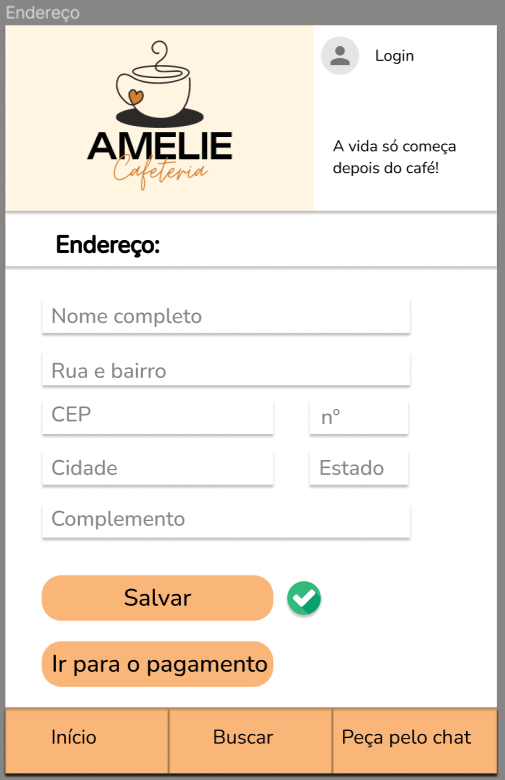 Endereço
AMELIE
Cafeteria
Login
A vida só começa
depois do café!
Endereço:
Nome completo
Rua e bairro
CEP
n°
Cidade
Estado
Complemento
Salvar
Ir para o pagamento
Início
Buscar
Peça pelo chat